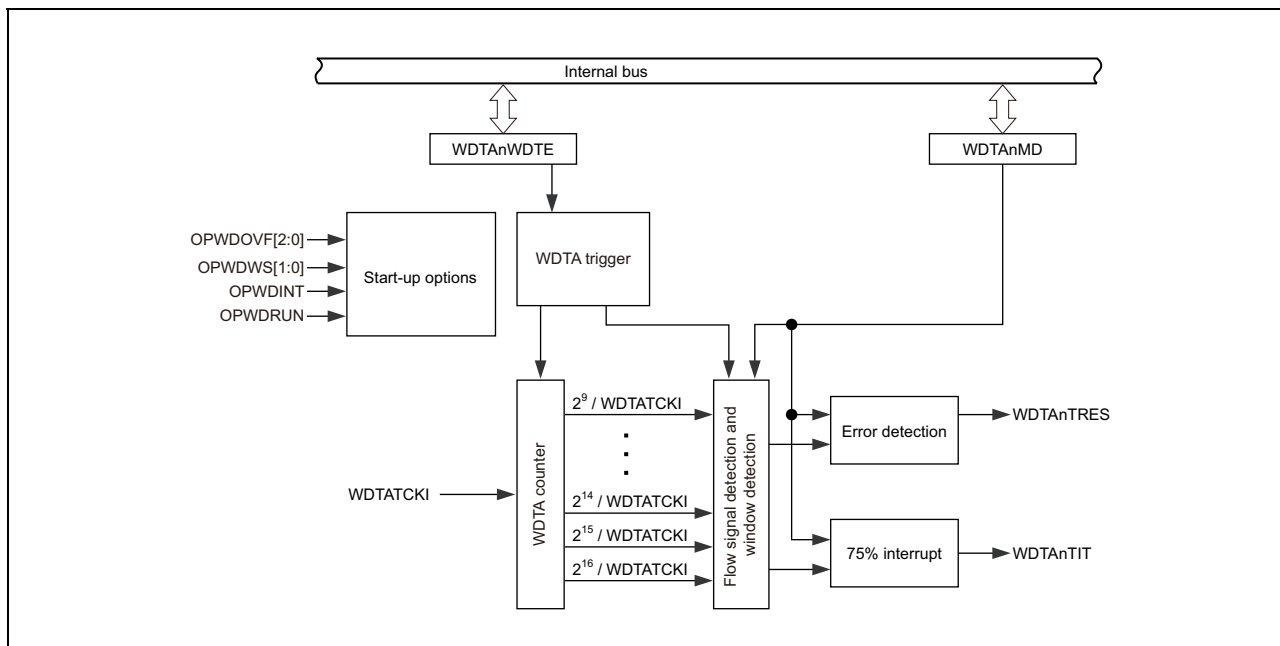 Internal bus
WDTAnWDTE
WDTAnMD
OPWDOVF[2:0]
OPWDWS[1:0]
OPWDINT
OPWDRUN
Start-up options
WDTA trigger
WDTATCKI
WDTA counter
2⁹ / WDTATCKI
2¹⁴ / WDTATCKI
2¹⁵ / WDTATCKI
2¹⁶ / WDTATCKI
Flow signal detection and
window detection
Error detection
WDTAnTRES
75% interrupt
WDTAnTIT